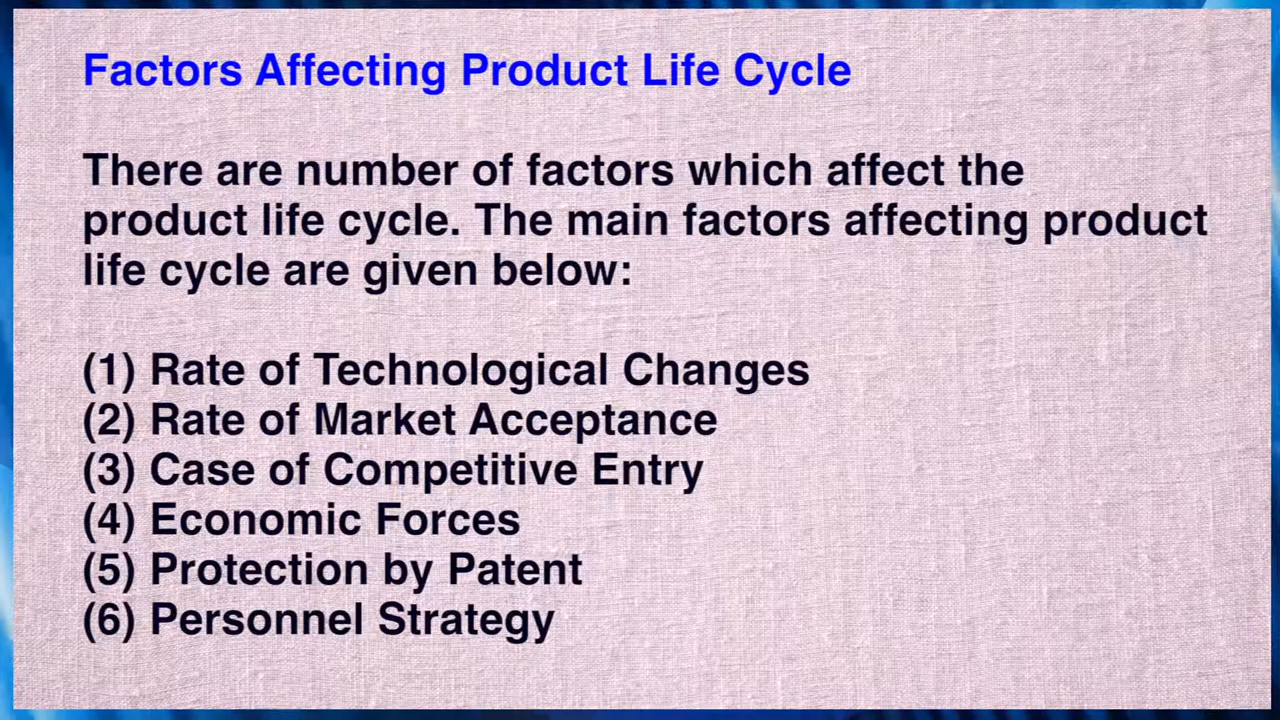 Factors Affecting Product Life Cycle
There are number of factors which affect the
product life cycle. The main factors affecting product
life cycle are given below:
(1) Rate of Technological Changes
(2) Rate of Market Acceptance
(3) Case of Competitive Entry
(4) Economic Forces
(5) Protection by Patent
(6) Personnel Strategy